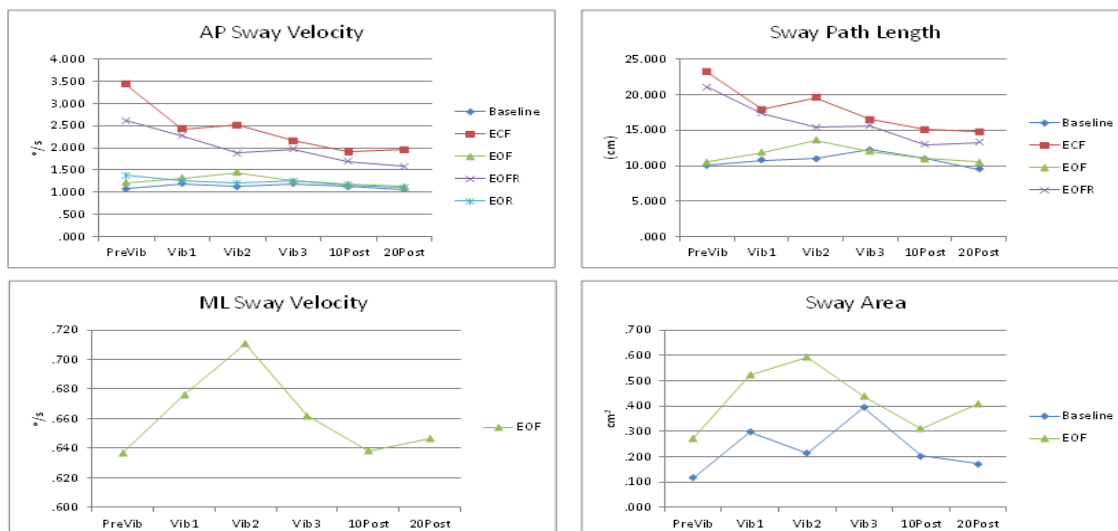 AP Sway Velocity
4.000
3.500
3.000
2.500
2.000
1.500
1.000
.500
.000
°/s
PreVib Vib1 Vib2 Vib3 10Post 20Post
Baseline
ECF
EOF
EOFR
EOR
Sway Path Length
25.000
20.000
15.000
10.000
5.000
.000
(cm)
PreVib Vib1 Vib2 Vib3 10Post 20Post
Baseline
ECF
EOF
EOFR
ML Sway Velocity
.720
.700
.680
.660
.640
.620
.600
°/s
PreVib Vib1 Vib2 Vib3 10Post 20Post
EOF
Sway Area
.700
.600
.500
.400
.300
.200
.100
.000
cm²
PreVib Vib1 Vib2 Vib3 10Post 20Post
Baseline
EOF